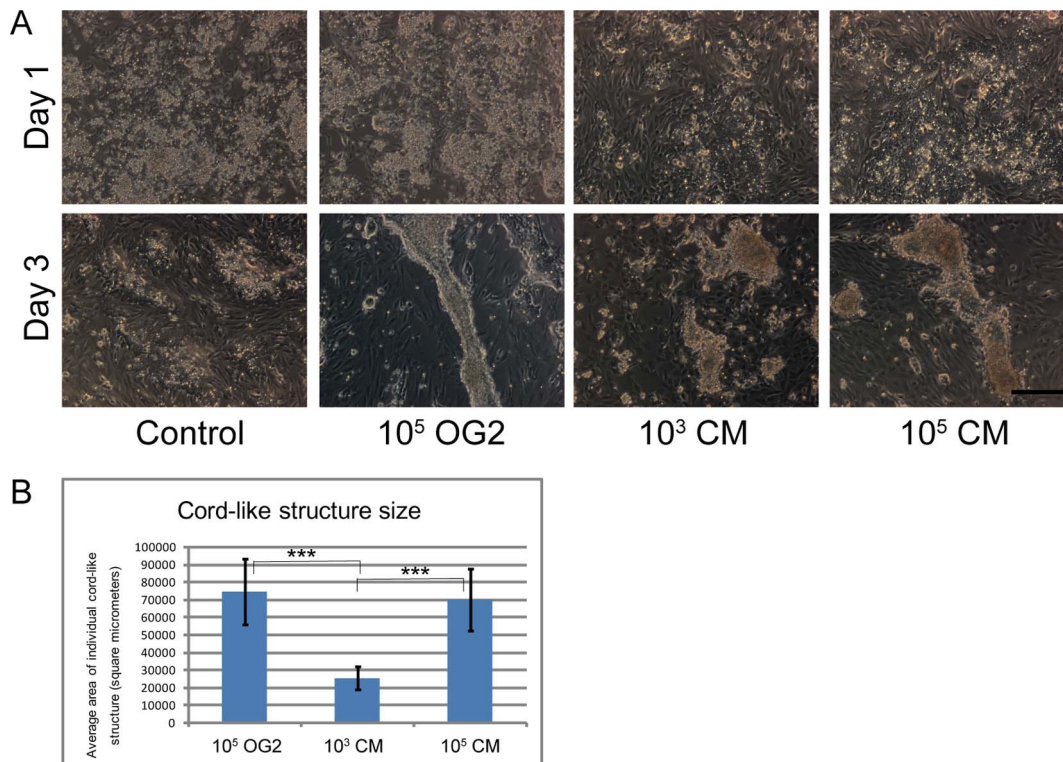 A
Day 1
Day 3
Control
10⁵ OG2
10³ CM
10⁵ CM
B
Cord-like structure size
Average area of individual cord-like
structure (square micrometers)
100000
90000
80000
70000
60000
50000
40000
30000
20000
10000
0
***
***
10⁵ OG2
10³ CM
10⁵ CM